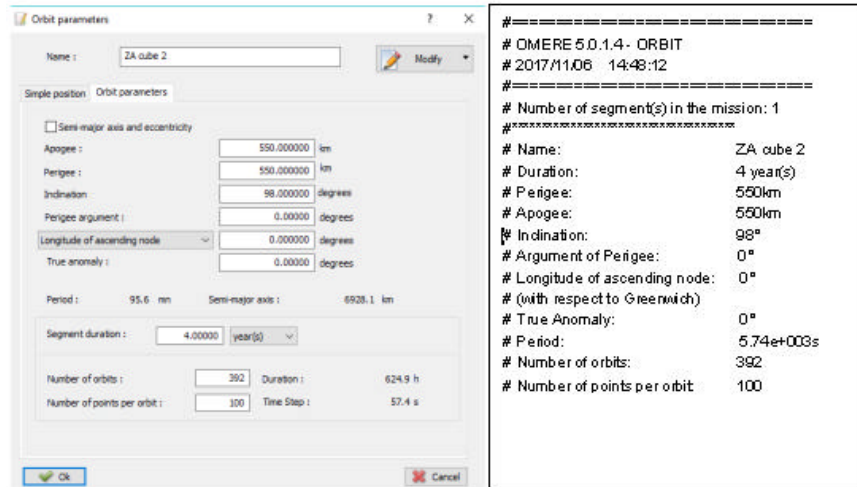 Orbit parameters ? ×
Name : ZA cube 2 Modify
Simple position Orbit parameters
Semi-major axis and eccentricity
Apogee : 550.000000 km
Perigee : 550.000000 km
Inclination 98.000000 degrees
Perigee argument : 0.00000 degrees
Longitude of ascending node 0.000000 degrees
True anomaly : 0.00000 degrees
Period : 95.6 mn Semi-major axis : 6928.1 km
Segment duration : 4.00000 year(s)
Number of orbits : 392 Duration : 624.9 h
Number of points per orbit : 100 Time Step : 57.4 s
Ok Cancel
#==============================
# OMERE 5.0.1.4 - ORBIT
# 2017/11/06 14:48:12
#==============================
# Number of segment(s) in the mission: 1
#**********************************
# Name: ZA cube 2
# Duration: 4 year(s)
# Perigee: 550km
# Apogee: 550km
# Inclination: 98°
# Argument of Perigee: 0°
# Longitude of ascending node: 0°
# (with respect to Greenwich)
# True Anomaly: 0°
# Period: 5.74e+003s
# Number of orbits: 392
# Number of points per orbit: 100